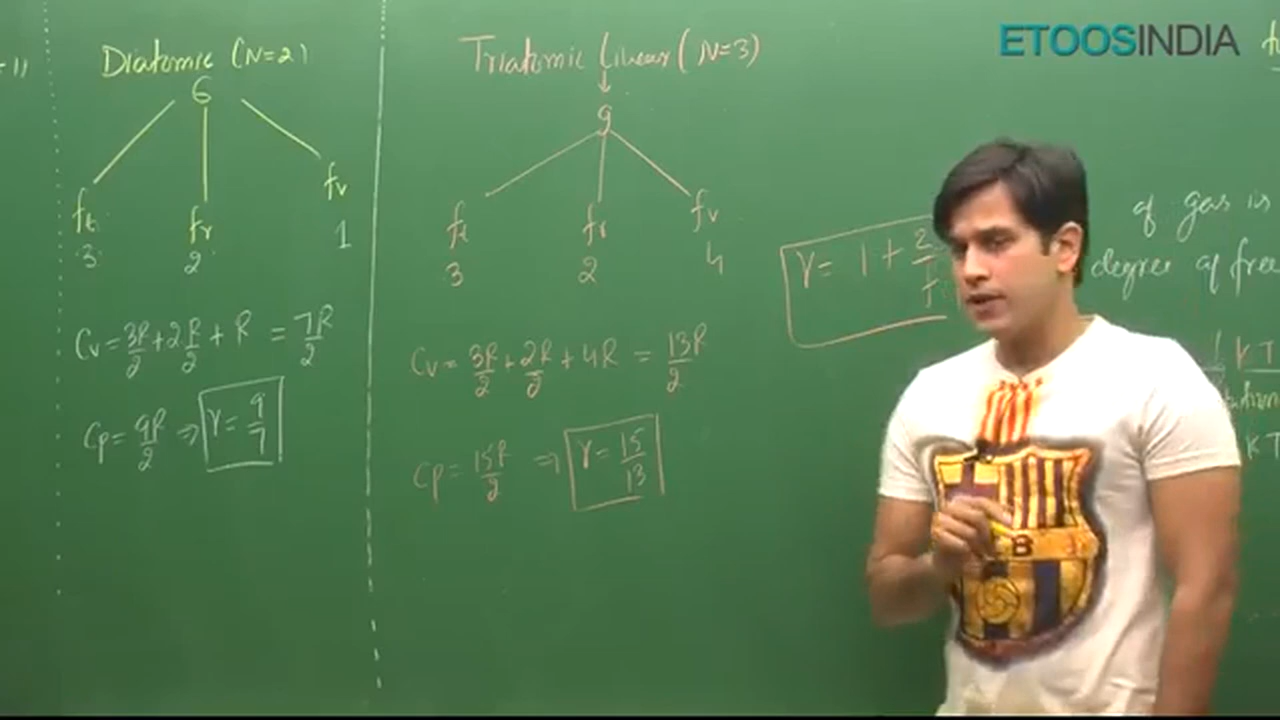 ETOOSINDIA
Diatomic (N=2)
6
ft fr fv
3 2 1
Cv = 3R/2 + 2R/2 + R = 7R/2
Cp = 9R/2 ⇒ γ = 9/7
Triatomic Linear (N=3)
↓
9
ft fr fv
3 2 4
Cv = 3R/2 + 2R/2 + 4R = 13R/2
Cp = 15R/2 ⇒ γ = 15/13
γ = 1 + 2/f
of gas is
degree of free
KT
KT
B